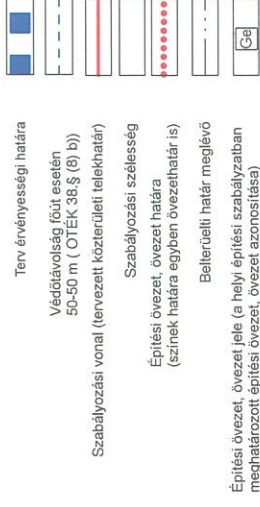 Terv érvényességi határa
Védőtávolság főút esetén
50-50 m ( OTÉK 38.§ (8) b))
Szabályozási vonal (tervezett közterületi telekhatár)
Szabályozási szélesség
Építési övezet, övezet határa
(színek határa egyben övezethatár is)
Belterüelti határ meglévő
Építési övezet, övezet jele (a helyi építési szabályzatban
meghatározott építési övezet, övezet azonosítása)
Ge